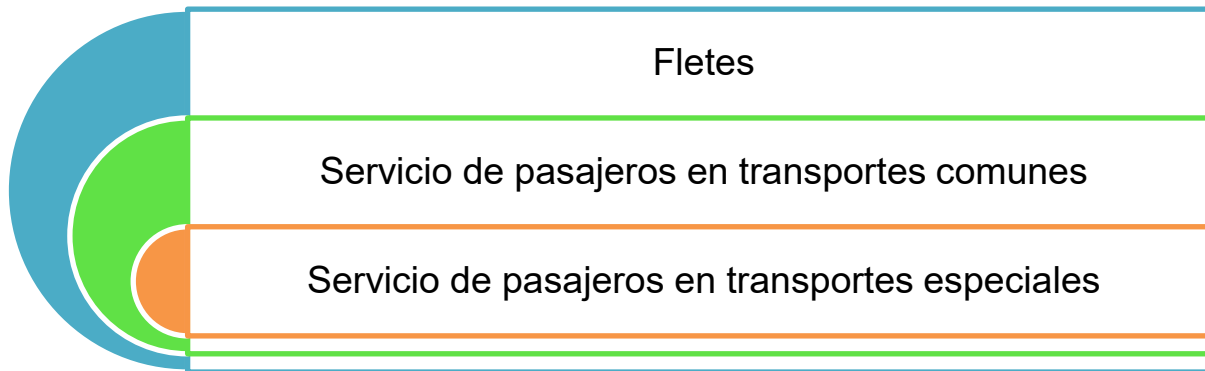 Fletes
Servicio de pasajeros en transportes comunes
Servicio de pasajeros en transportes especiales